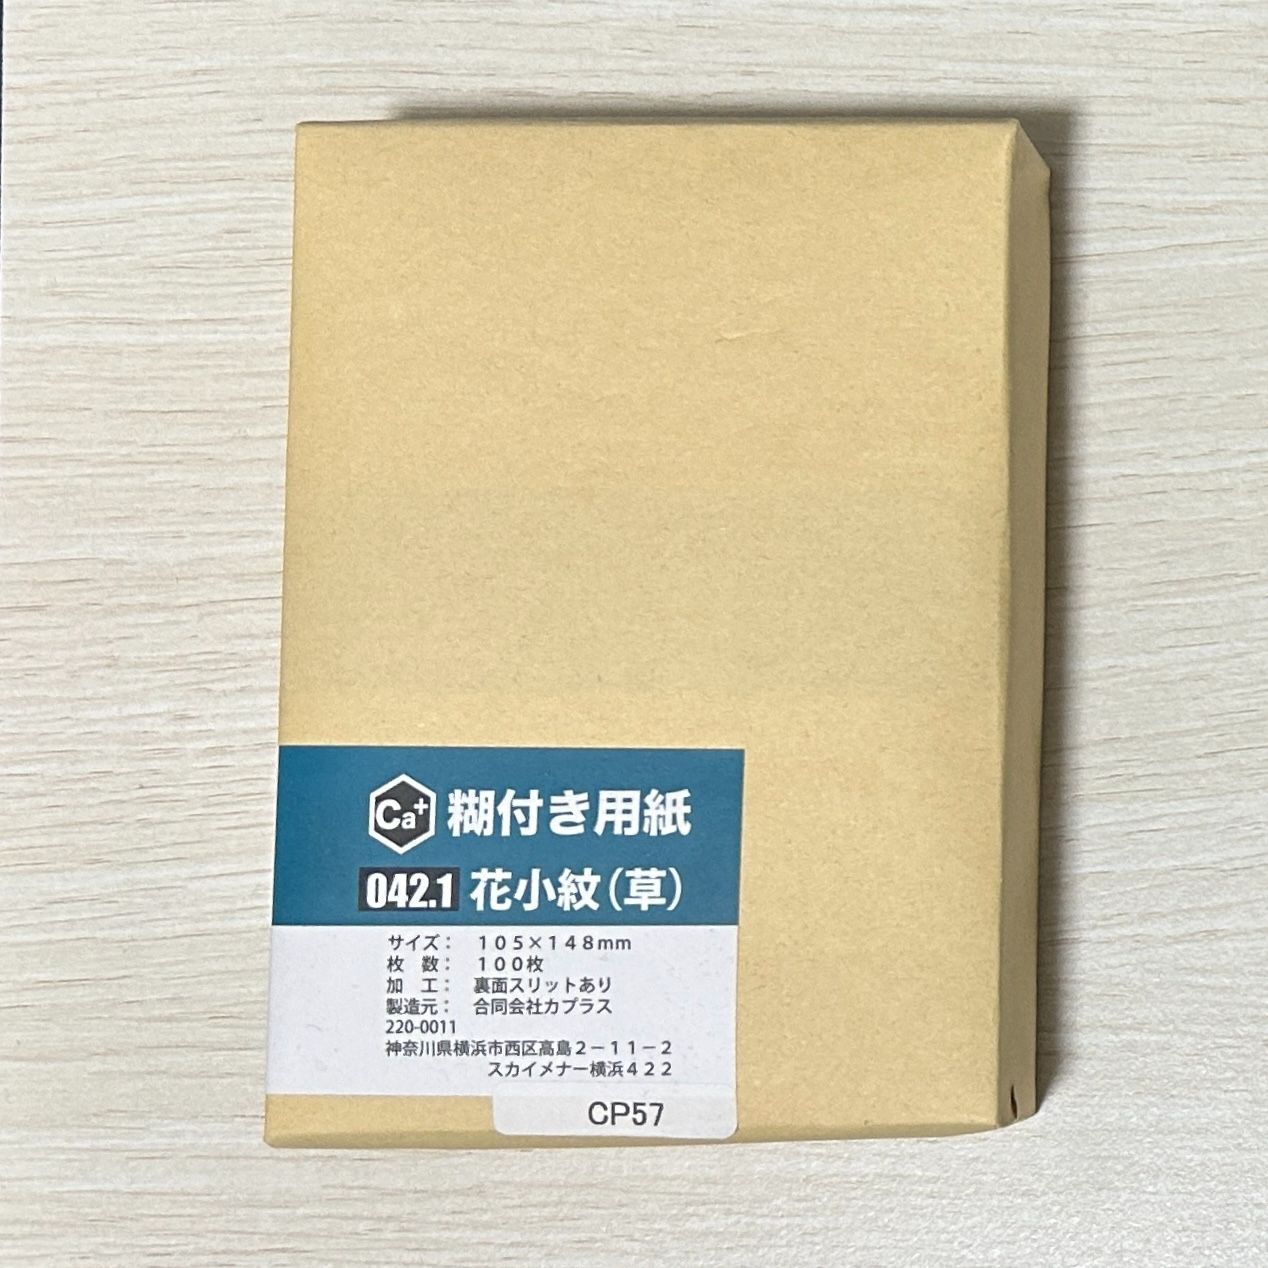 Ca+ 糊付き用紙
042.1 花小紋(草)
サイズ： １０５×１４８mm
枚　数： １００枚
加　工： 裏面スリットあり
製造元： 合同会社カプラス
220-0011
神奈川県横浜市西区高島２－１１－２
スカイメナー横浜４２２
CP57